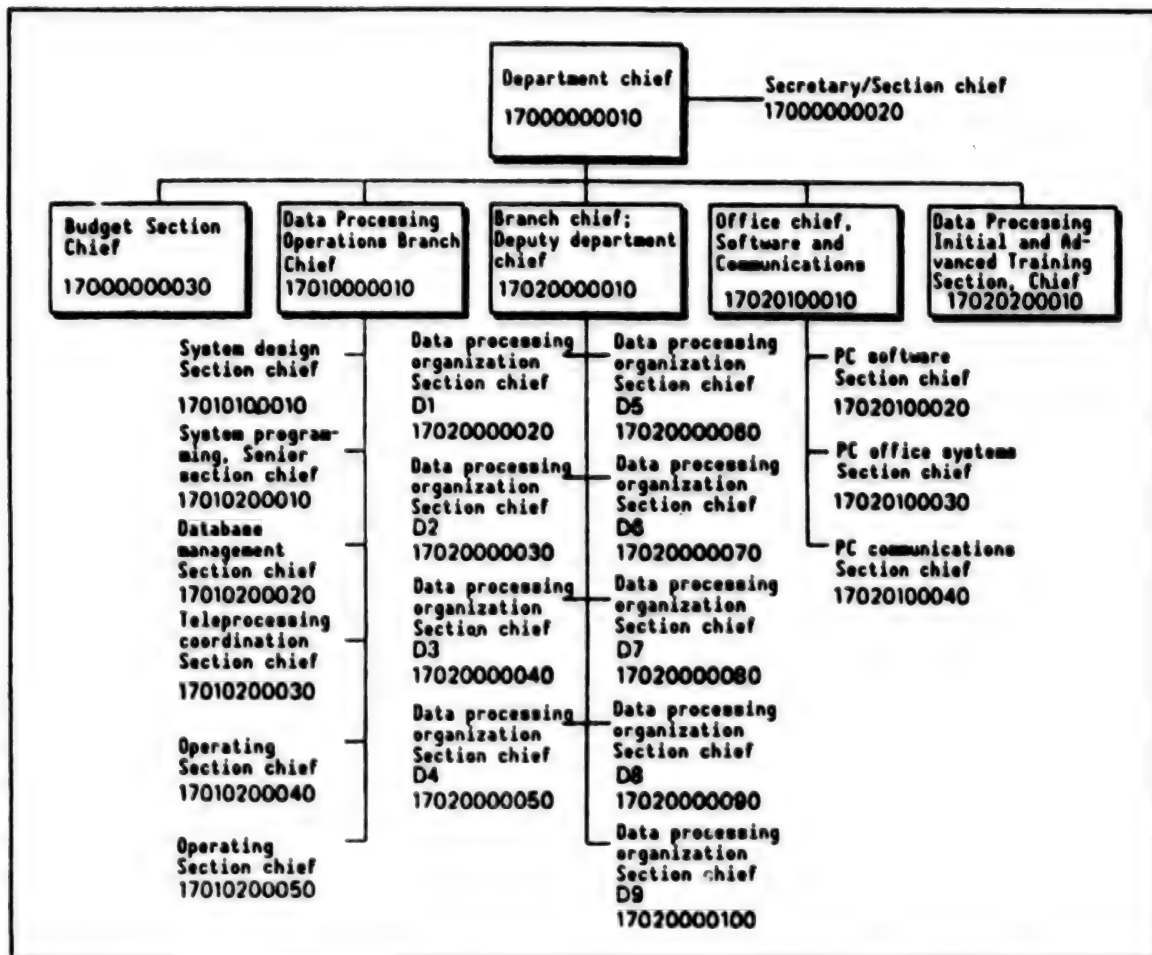 Department chief
17000000010
Secretary/Section chief
17000000020
Budget Section
Chief
17000000030
Data Processing
Operations Branch
Chief
17010000010
Branch chief;
Deputy department
chief
17020000010
Office chief,
Software and
Communications
17020100010
Data Processing
Initial and Ad-
vanced Training
Section, Chief
17020200010
System design
Section chief
17010100010
System program-
ming, Senior
section chief
17010200010
Database
management
Section chief
17010200020
Teleprocessing
coordination
Section chief
17010200030
Operating
Section chief
17010200040
Operating
Section chief
17010200050
Data processing
organization
Section chief
D1
17020000020
Data processing
organization
Section chief
D2
17020000030
Data processing
organization
Section chief
D3
17020000040
Data processing
organization
Section chief
D4
17020000050
Data processing
organization
Section chief
D5
17020000060
Data processing
organization
Section chief
D6
17020000070
Data processing
organization
Section chief
D7
17020000080
Data processing
organization
Section chief
D8
17020000090
Data processing
organization
Section chief
D9
17020000100
PC software
Section chief
17020100020
PC office systems
Section chief
17020100030
PC communications
Section chief
17020100040